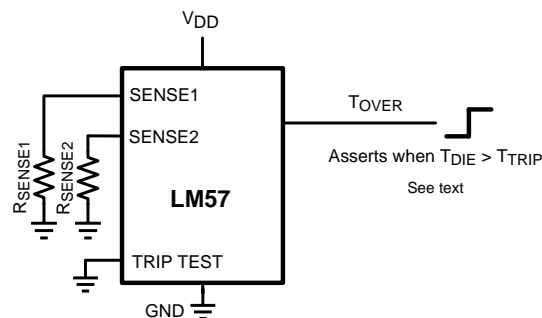 VDD
SENSE1
SENSE2
RSENSE1
RSENSE2
LM57
TRIP TEST
GND
TOVER
Asserts when TDIE > TTRIP
See text